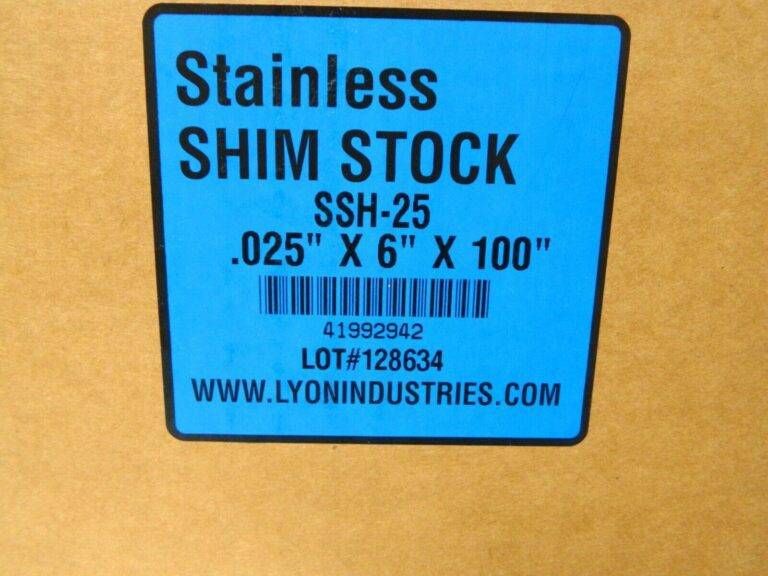 Stainless
SHIM STOCK
SSH-25
.025" X 6" X 100"
41992942
LOT#128634
WWW.LYONINDUSTRIES.COM